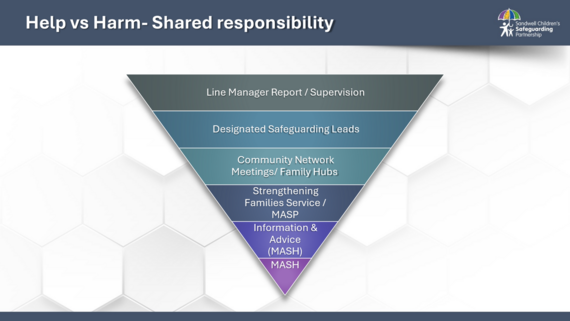 Help vs Harm- Shared responsibility
Sandwell Children's
Safeguarding
Partnership
Line Manager Report / Supervision
Designated Safeguarding Leads
Community Network
Meetings/ Family Hubs
Strengthening
Families Service /
MASP
Information &
Advice
(MASH)
MASH